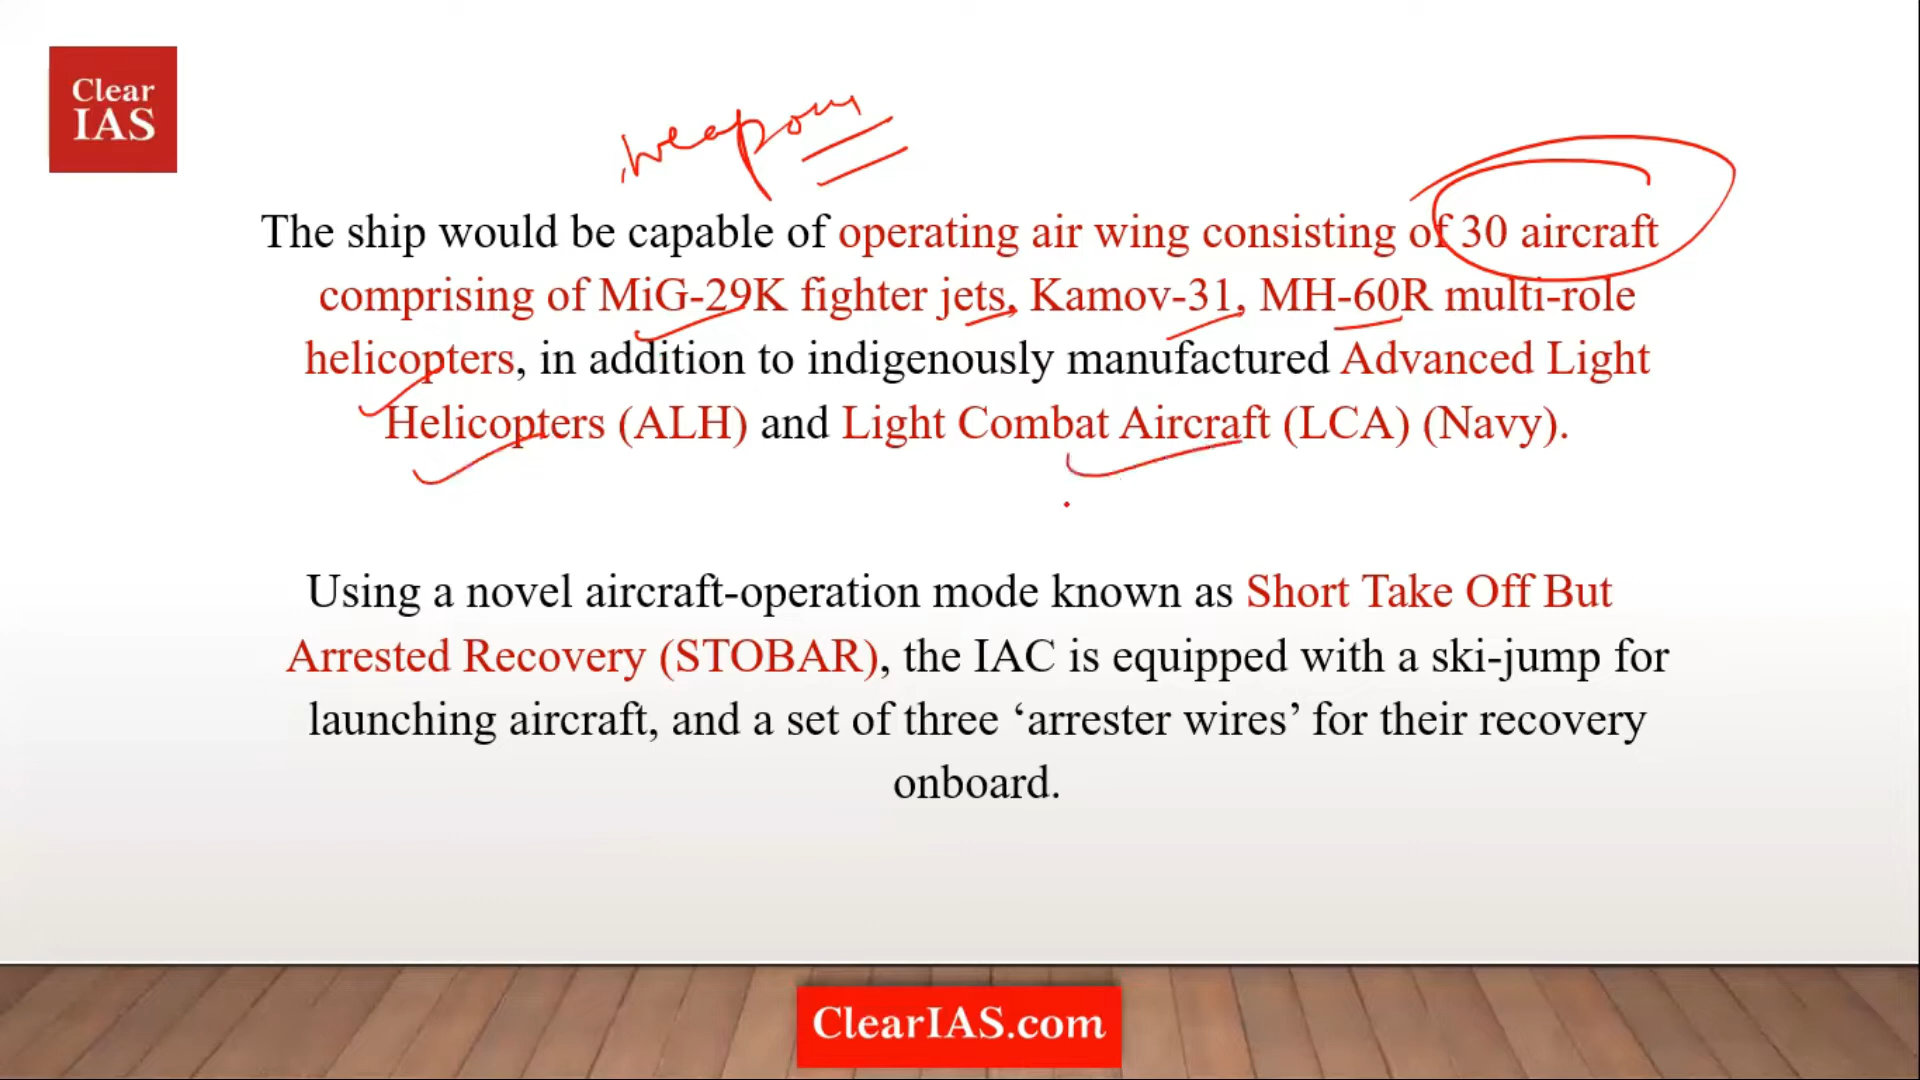 Clear
IAS
weapons
The ship would be capable of operating air wing consisting of 30 aircraft
comprising of MiG-29K fighter jets, Kamov-31, MH-60R multi-role
helicopters, in addition to indigenously manufactured Advanced Light
Helicopters (ALH) and Light Combat Aircraft (LCA) (Navy).
Using a novel aircraft-operation mode known as Short Take Off But
Arrested Recovery (STOBAR), the IAC is equipped with a ski-jump for
launching aircraft, and a set of three ‘arrester wires’ for their recovery
onboard.
ClearIAS.com